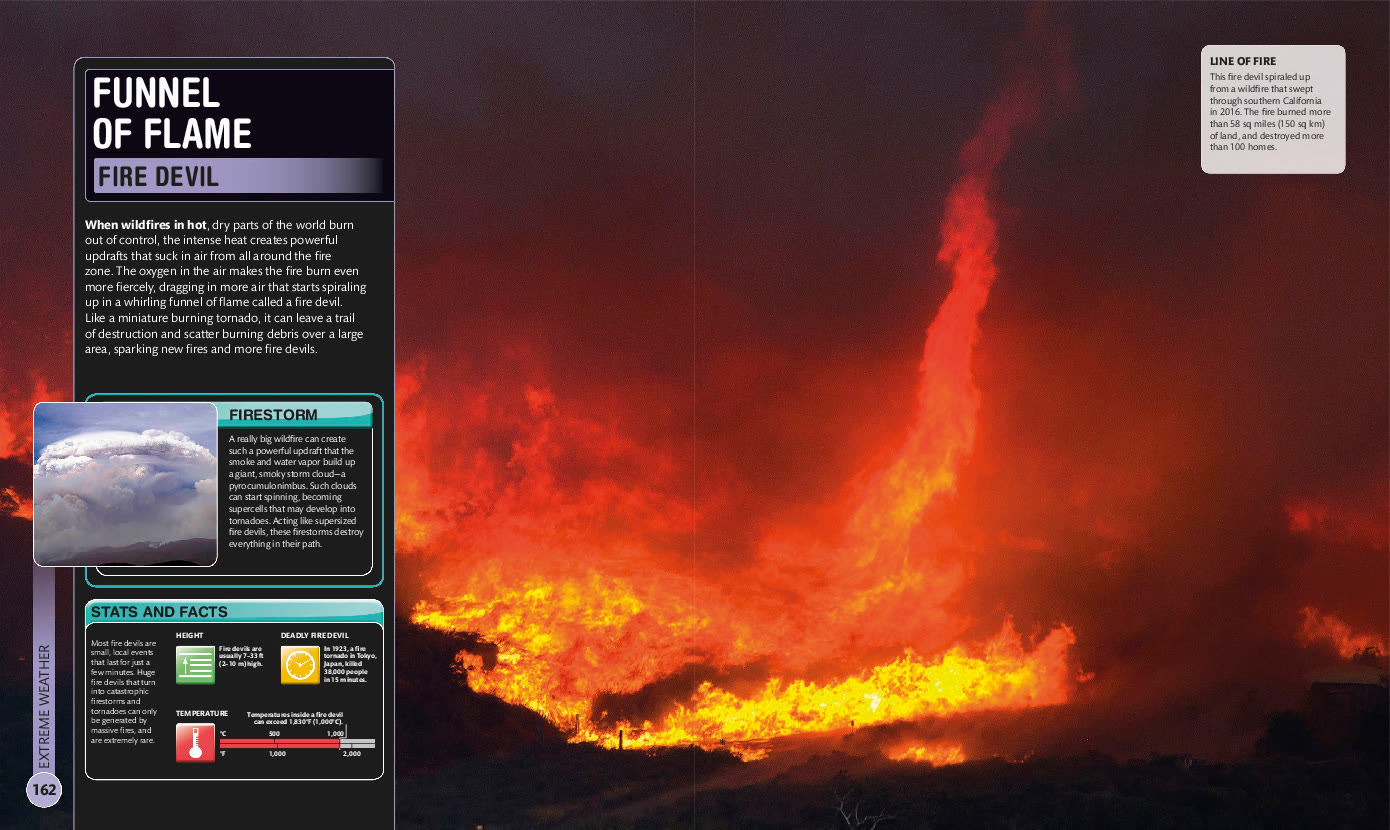 FUNNEL
OF FLAME
FIRE DEVIL
When wildfires in hot, dry parts of the world burn
out of control, the intense heat creates powerful
updrafts that suck in air from all around the fire
zone. The oxygen in the air makes the fire burn even
more fiercely, dragging in more air that starts spiraling
up in a whirling funnel of flame called a fire devil.
Like a miniature burning tornado, it can leave a trail
of destruction and scatter burning debris over a large
area, sparking new fires and more fire devils.
FIRESTORM
A really big wildfire can create
such a powerful updraft that the
smoke and water vapor build up
a giant, smoky storm cloud—a
pyrocumulonimbus. Such clouds
can start spinning, becoming
supercells that may develop into
tornadoes. Acting like supersized
fire devils, these firestorms destroy
everything in their path.
STATS AND FACTS
Most fire devils are
small, local events
that last for just a
few minutes. Huge
fire devils that turn
into catastrophic
firestorms and
tornadoes can only
be generated by
massive fires, and
are extremely rare.
HEIGHT
Fire devils are
usually 7–33 ft
(2–10 m) high.
DEADLY FIRE DEVIL
In 1923, a fire
tornado in Tokyo,
Japan, killed
38,000 people
in 15 minutes.
TEMPERATURE
Temperatures inside a fire devil
can exceed 1,830°F (1,000°C).
°C 500 1,000
°F 1,000 2,000
EXTREME WEATHER
162
LINE OF FIRE
This fire devil spiraled up
from a wildfire that swept
through southern California
in 2016. The fire burned more
than 58 sq miles (150 sq km)
of land, and destroyed more
than 100 homes.